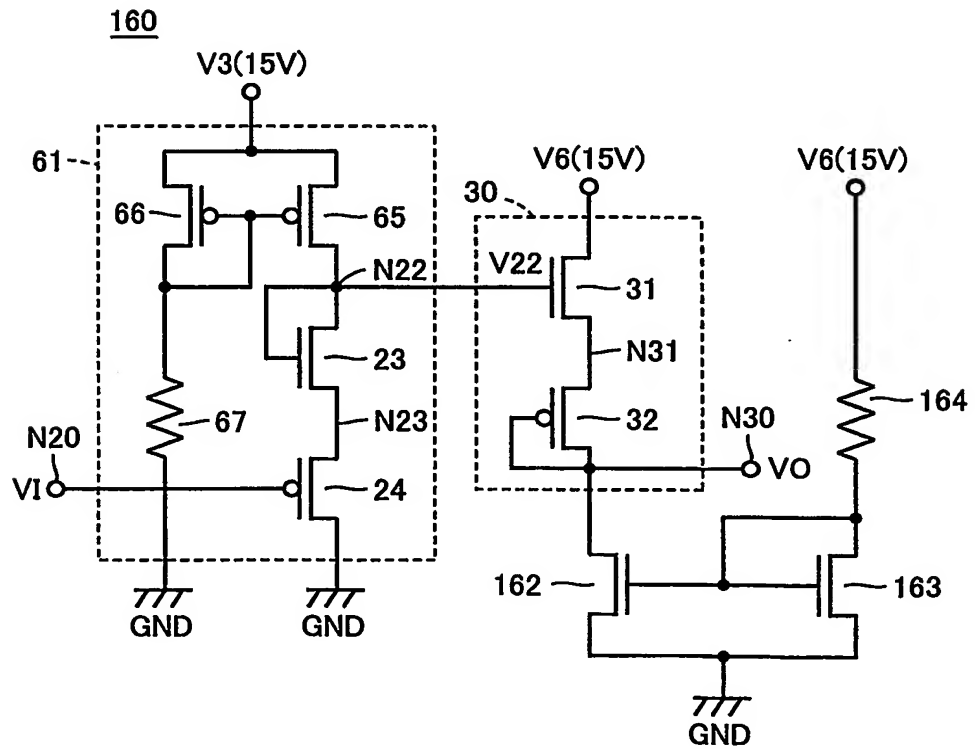 160
V3(15V)
61
66
65
N22
23
67
N23
N20
VI
24
GND
GND
V6(15V)
V6(15V)
30
V22
31
N31
32
N30
VO
164
162
163
GND